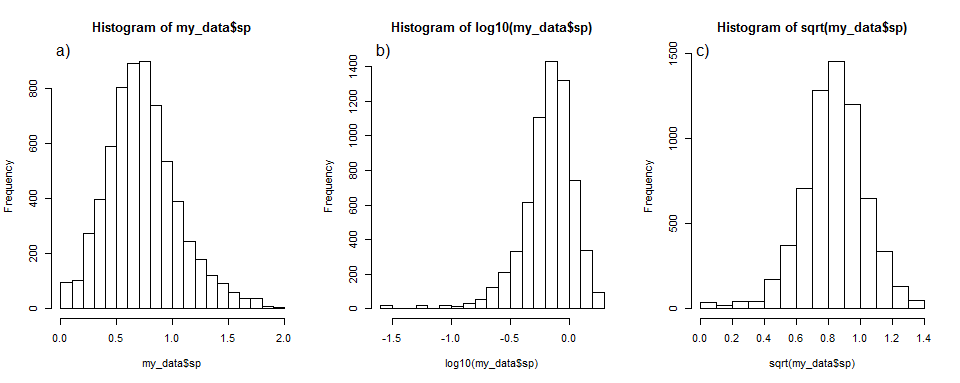 Histogram of my_data$sp
a)
Frequency
0 200 400 600 800
0.0 0.5 1.0 1.5 2.0
my_data$sp
Histogram of log10(my_data$sp)
b)
Frequency
0 200 400 600 800 1000 1200 1400
-1.5 -1.0 -0.5 0.0
log10(my_data$sp)
Histogram of sqrt(my_data$sp)
c)
Frequency
0 500 1000 1500
0.0 0.2 0.4 0.6 0.8 1.0 1.2 1.4
sqrt(my_data$sp)